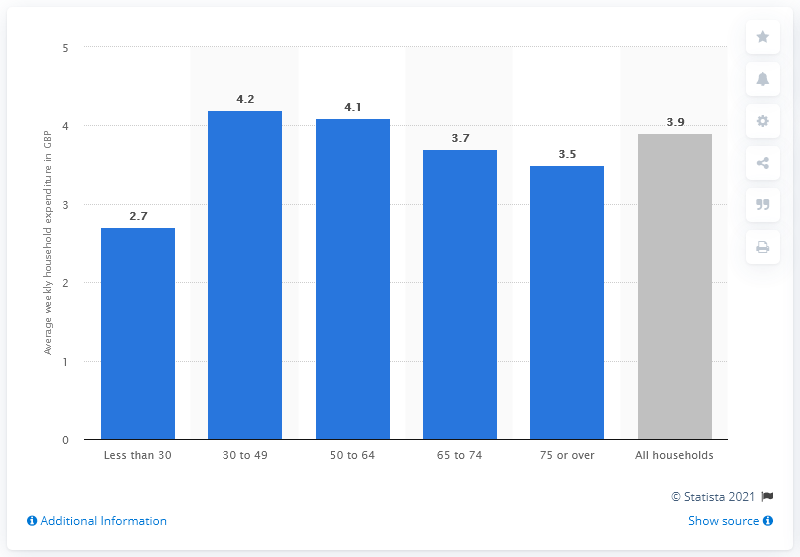 Average weekly household expenditure in GBP
5
4
3
2
1
0
2.7
4.2
4.1
3.7
3.5
3.9
Less than 30
30 to 49
50 to 64
65 to 74
75 or over
All households
© Statista 2021
Additional Information
Show source